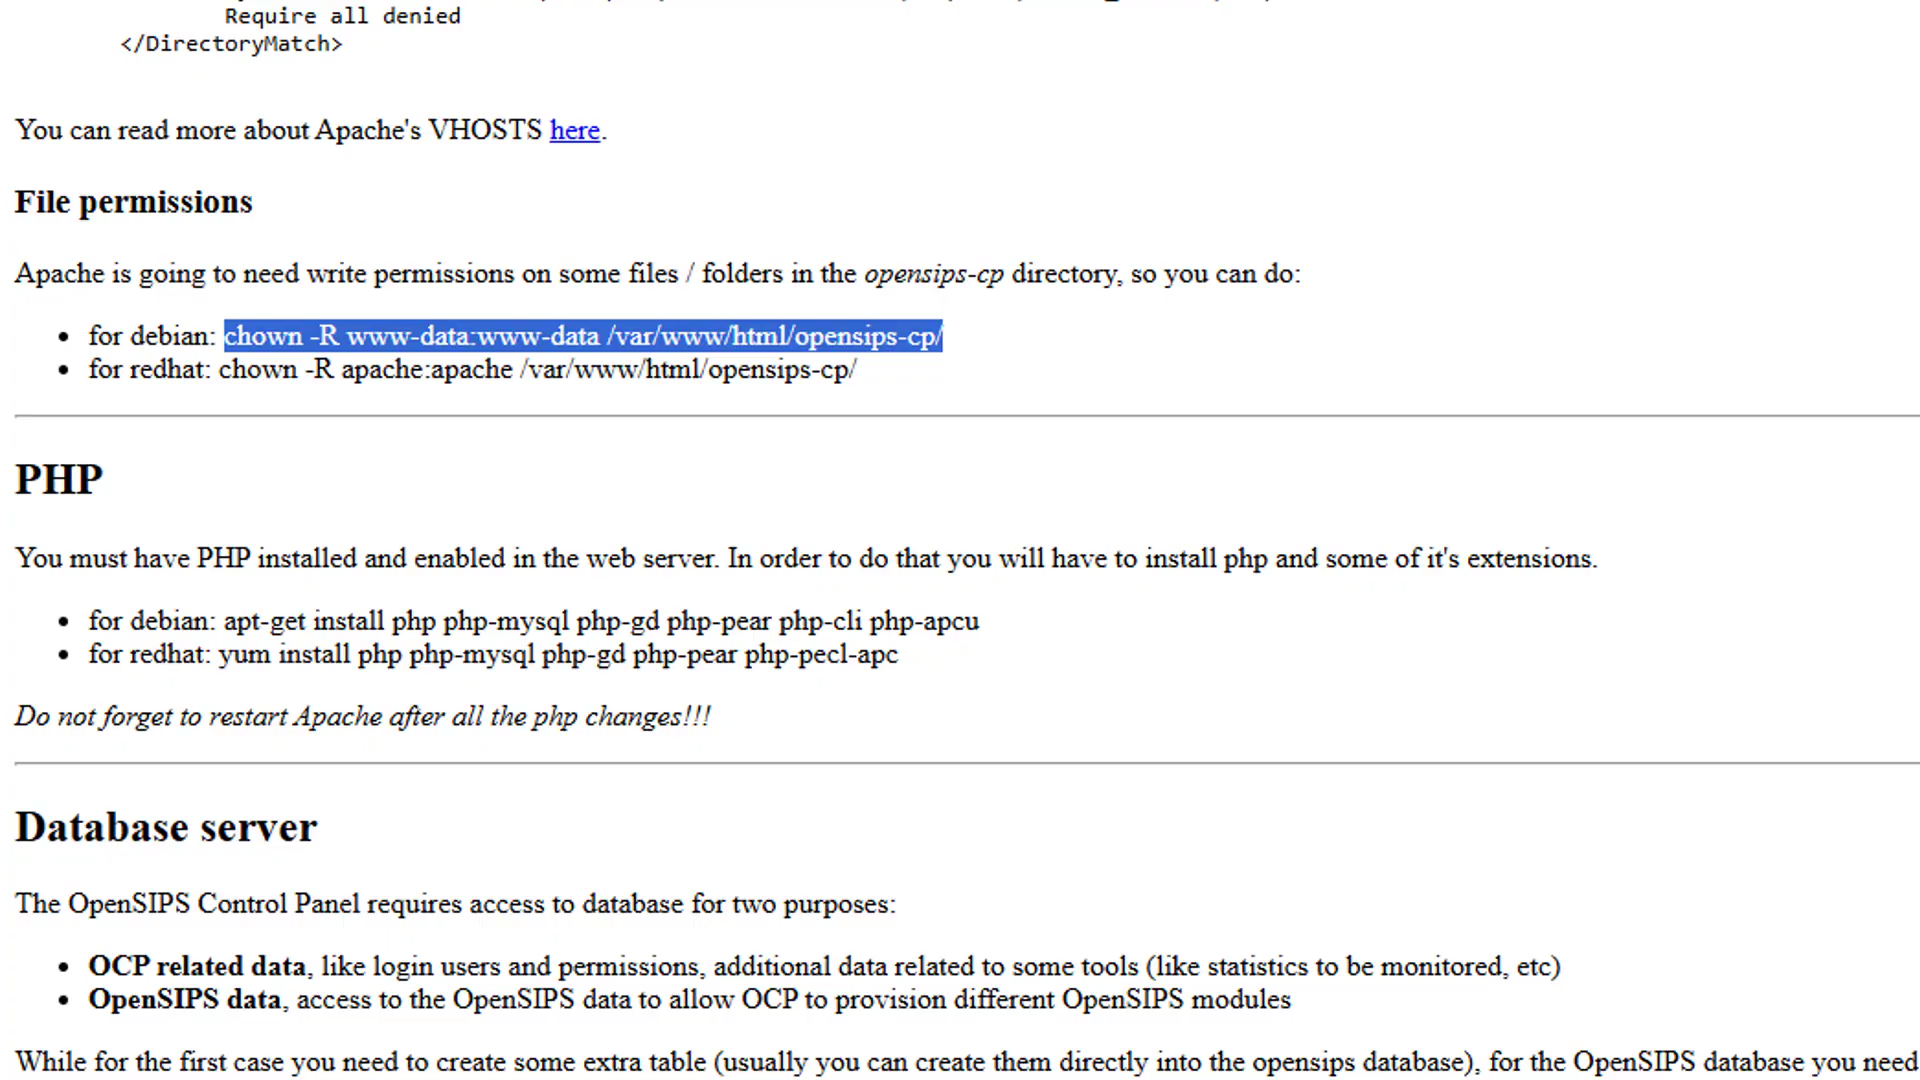 Require all denied
</DirectoryMatch>
You can read more about Apache's VHOSTS here.
File permissions
Apache is going to need write permissions on some files / folders in the opensips-cp directory, so you can do:
• for debian: chown -R www-data:www-data /var/www/html/opensips-cp/
• for redhat: chown -R apache:apache /var/www/html/opensips-cp/
PHP
You must have PHP installed and enabled in the web server. In order to do that you will have to install php and some of it's extensions.
• for debian: apt-get install php php-mysql php-gd php-pear php-cli php-apcu
• for redhat: yum install php php-mysql php-gd php-pear php-pecl-apc
Do not forget to restart Apache after all the php changes!!!
Database server
The OpenSIPS Control Panel requires access to database for two purposes:
• OCP related data, like login users and permissions, additional data related to some tools (like statistics to be monitored, etc)
• OpenSIPS data, access to the OpenSIPS data to allow OCP to provision different OpenSIPS modules
While for the first case you need to create some extra table (usually you can create them directly into the opensips database), for the OpenSIPS database you need